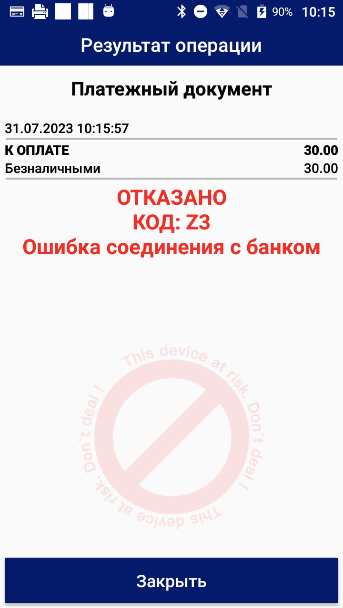 90% 10:15
Результат операции
Платежный документ
31.07.2023 10:15:57
К ОПЛАТЕ 30.00
Безналичными 30.00
ОТКАЗАНО
КОД: Z3
Ошибка соединения с банком
This device at risk. Don`t deal ! This device at risk. Don`t deal !
Закрыть